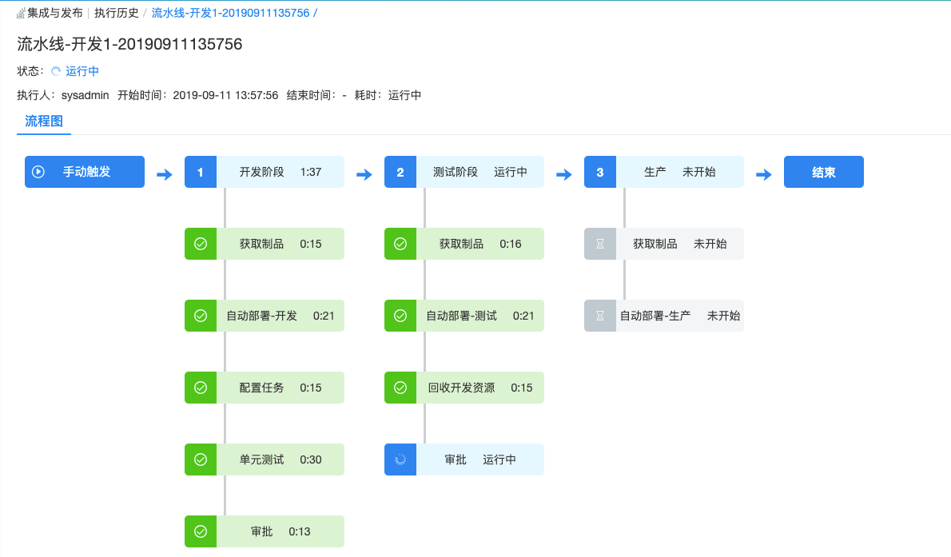 集成与发布 | 执行历史 / 流水线-开发1-20190911135756 /
流水线-开发1-20190911135756
状态： 运行中
执行人： sysadmin 开始时间： 2019-09-11 13:57:56 结束时间： - 耗时： 运行中
流程图
手动触发 1 开发阶段 1:37 2 测试阶段 运行中 3 生产 未开始 结束
获取制品 0:15 获取制品 0:16 获取制品 未开始
自动部署-开发 0:21 自动部署-测试 0:21 自动部署-生产 未开始
配置任务 0:15 回收开发资源 0:15
单元测试 0:30 审批 运行中
审批 0:13